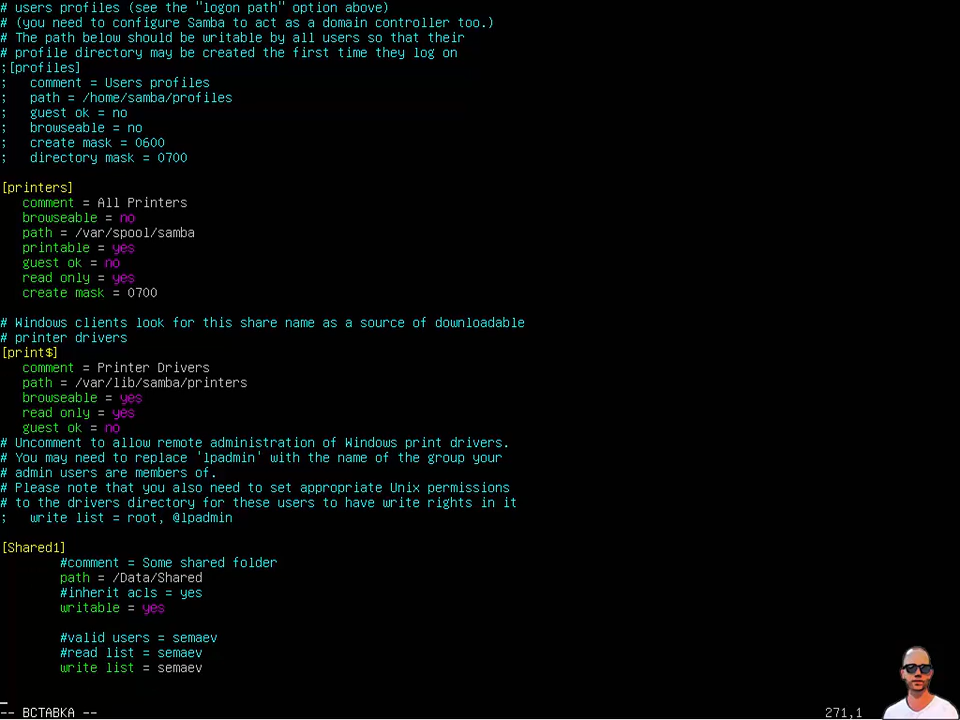 # users profiles (see the "logon path" option above)
# (you need to configure Samba to act as a domain controller too.)
# The path below should be writable by all users so that their
# profile directory may be created the first time they log on
;[profiles]
;   comment = Users profiles
;   path = /home/samba/profiles
;   guest ok = no
;   browseable = no
;   create mask = 0600
;   directory mask = 0700
[printers]
   comment = All Printers
   browseable = no
   path = /var/spool/samba
   printable = yes
   guest ok = no
   read only = yes
   create mask = 0700
# Windows clients look for this share name as a source of downloadable
# printer drivers
[print$]
   comment = Printer Drivers
   path = /var/lib/samba/printers
   browseable = yes
   read only = yes
   guest ok = no
# Uncomment to allow remote administration of Windows print drivers.
# You may need to replace 'lpadmin' with the name of the group your
# admin users are members of.
# Please note that you also need to set appropriate Unix permissions
# to the drivers directory for these users to have write rights in it
;   write list = root, @lpadmin
[Shared1]
        #comment = Some shared folder
        path = /Data/Shared
        #inherit acls = yes
        writable = yes
        #valid users = semaev
        #read list = semaev
        write list = semaev
-- ВСТАВКА -- 271,1